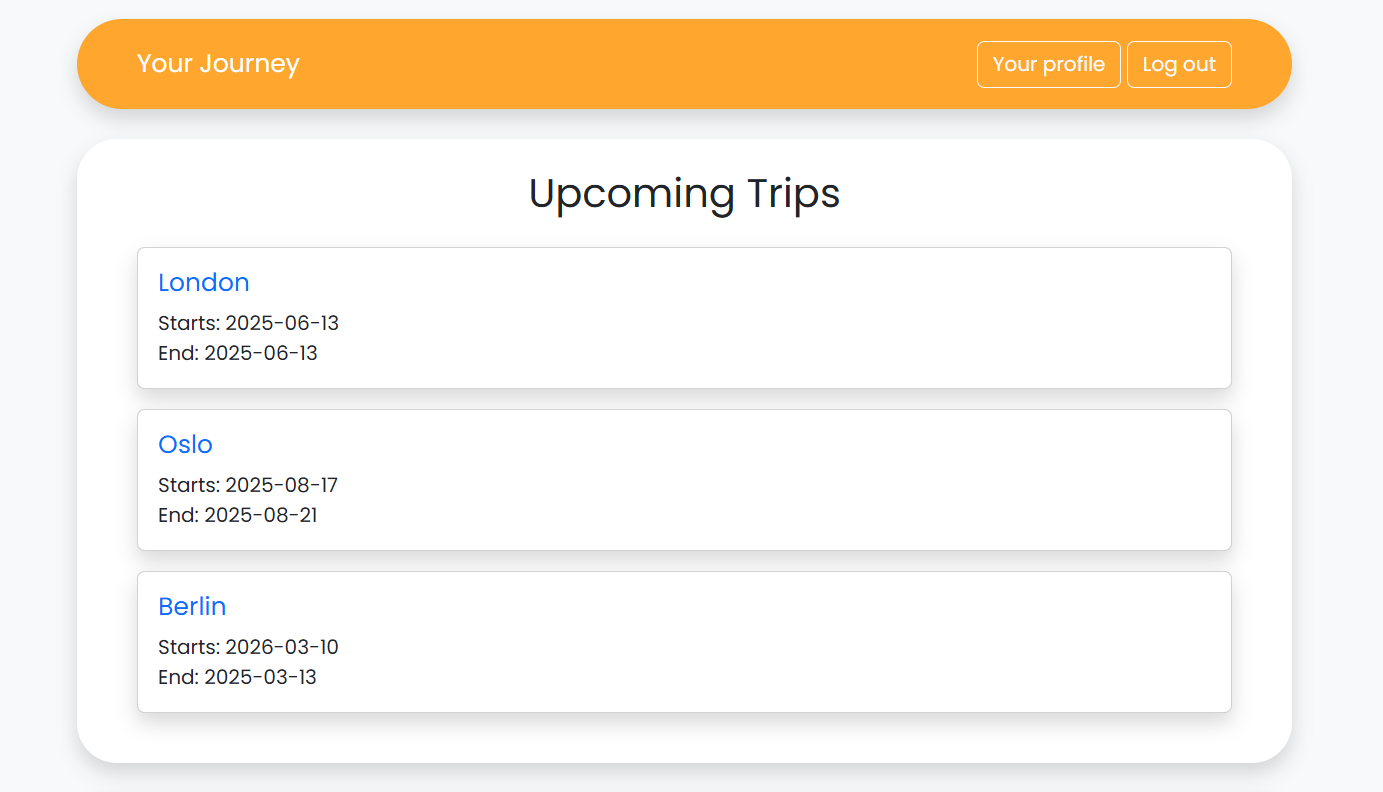 Your Journey
Your profile
Log out
Upcoming Trips
London
Starts: 2025-06-13
End: 2025-06-13
Oslo
Starts: 2025-08-17
End: 2025-08-21
Berlin
Starts: 2026-03-10
End: 2025-03-13